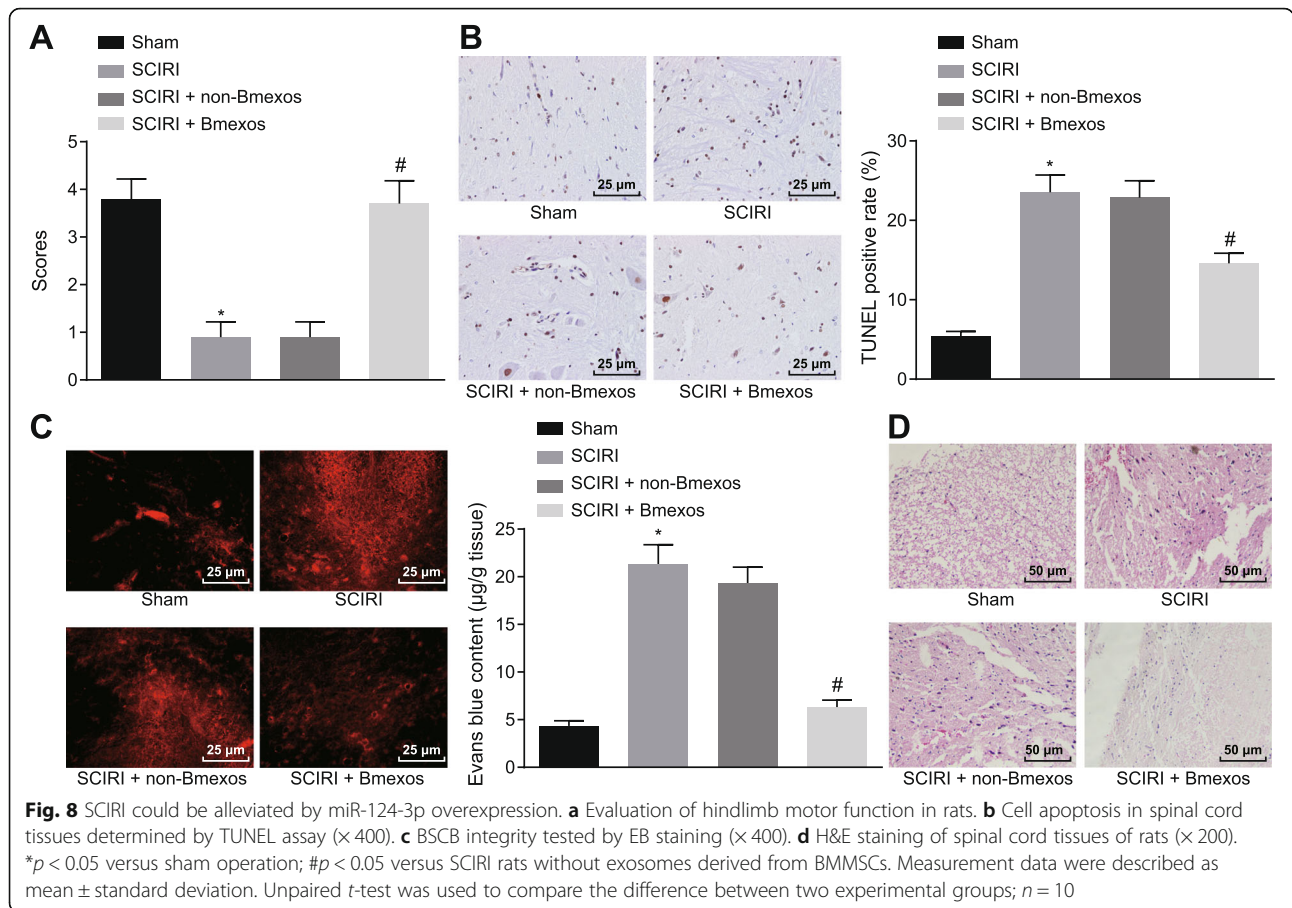 A
Sham
SCIRI
SCIRI + non-Bmexos
SCIRI + Bmexos
Scores
5
4
3
2
1
0
*
#
B
25 µm
Sham
25 µm
SCIRI
25 µm
SCIRI + non-Bmexos
25 µm
SCIRI + Bmexos
Sham
SCIRI
SCIRI + non-Bmexos
SCIRI + Bmexos
TUNEL positive rate (%)
30
20
10
0
*
#
C
25 µm
Sham
25 µm
SCIRI
25 µm
SCIRI + non-Bmexos
25 µm
SCIRI + Bmexos
Sham
SCIRI
SCIRI + non-Bmexos
SCIRI + Bmexos
Evans blue content (µg/g tissue)
25
20
15
10
5
0
*
#
D
50 µm
Sham
50 µm
SCIRI
50 µm
SCIRI + non-Bmexos
50 µm
SCIRI + Bmexos
Fig. 8 SCIRI could be alleviated by miR-124-3p overexpression. a Evaluation of hindlimb motor function in rats. b Cell apoptosis in spinal cord
tissues determined by TUNEL assay (× 400). c BSCB integrity tested by EB staining (× 400). d H&E staining of spinal cord tissues of rats (× 200).
*p < 0.05 versus sham operation; #p < 0.05 versus SCIRI rats without exosomes derived from BMMSCs. Measurement data were described as
mean ± standard deviation. Unpaired t-test was used to compare the difference between two experimental groups; n = 10